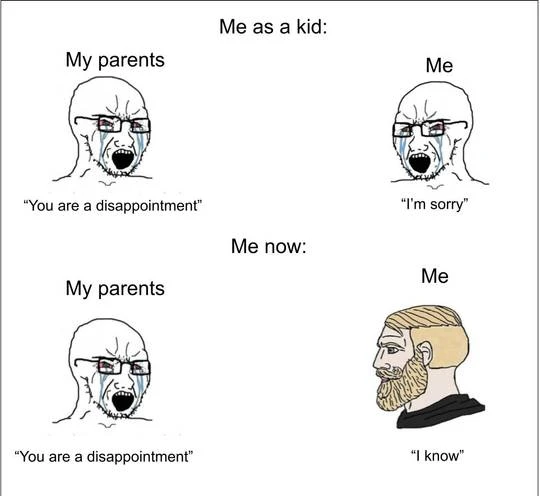 Me as a kid:
My parents
Me
“You are a disappointment”
“I’m sorry”
Me now:
Me
My parents
“You are a disappointment”
“I know”